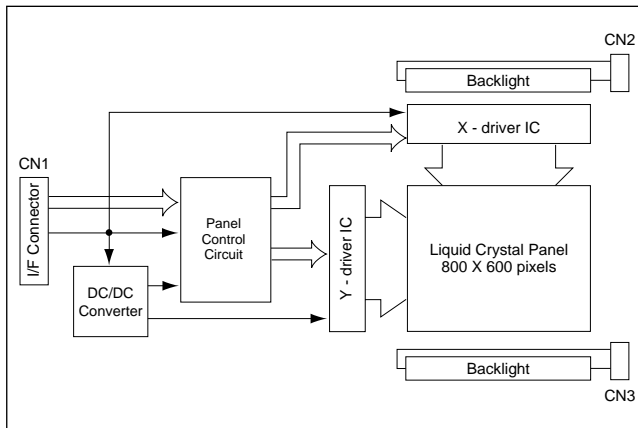 CN2
Backlight
X - driver IC
CN1
I/F Connector
Panel
Control
Circuit
Y - driver IC
Liquid Crystal Panel
800 X 600 pixels
DC/DC
Converter
Backlight
CN3